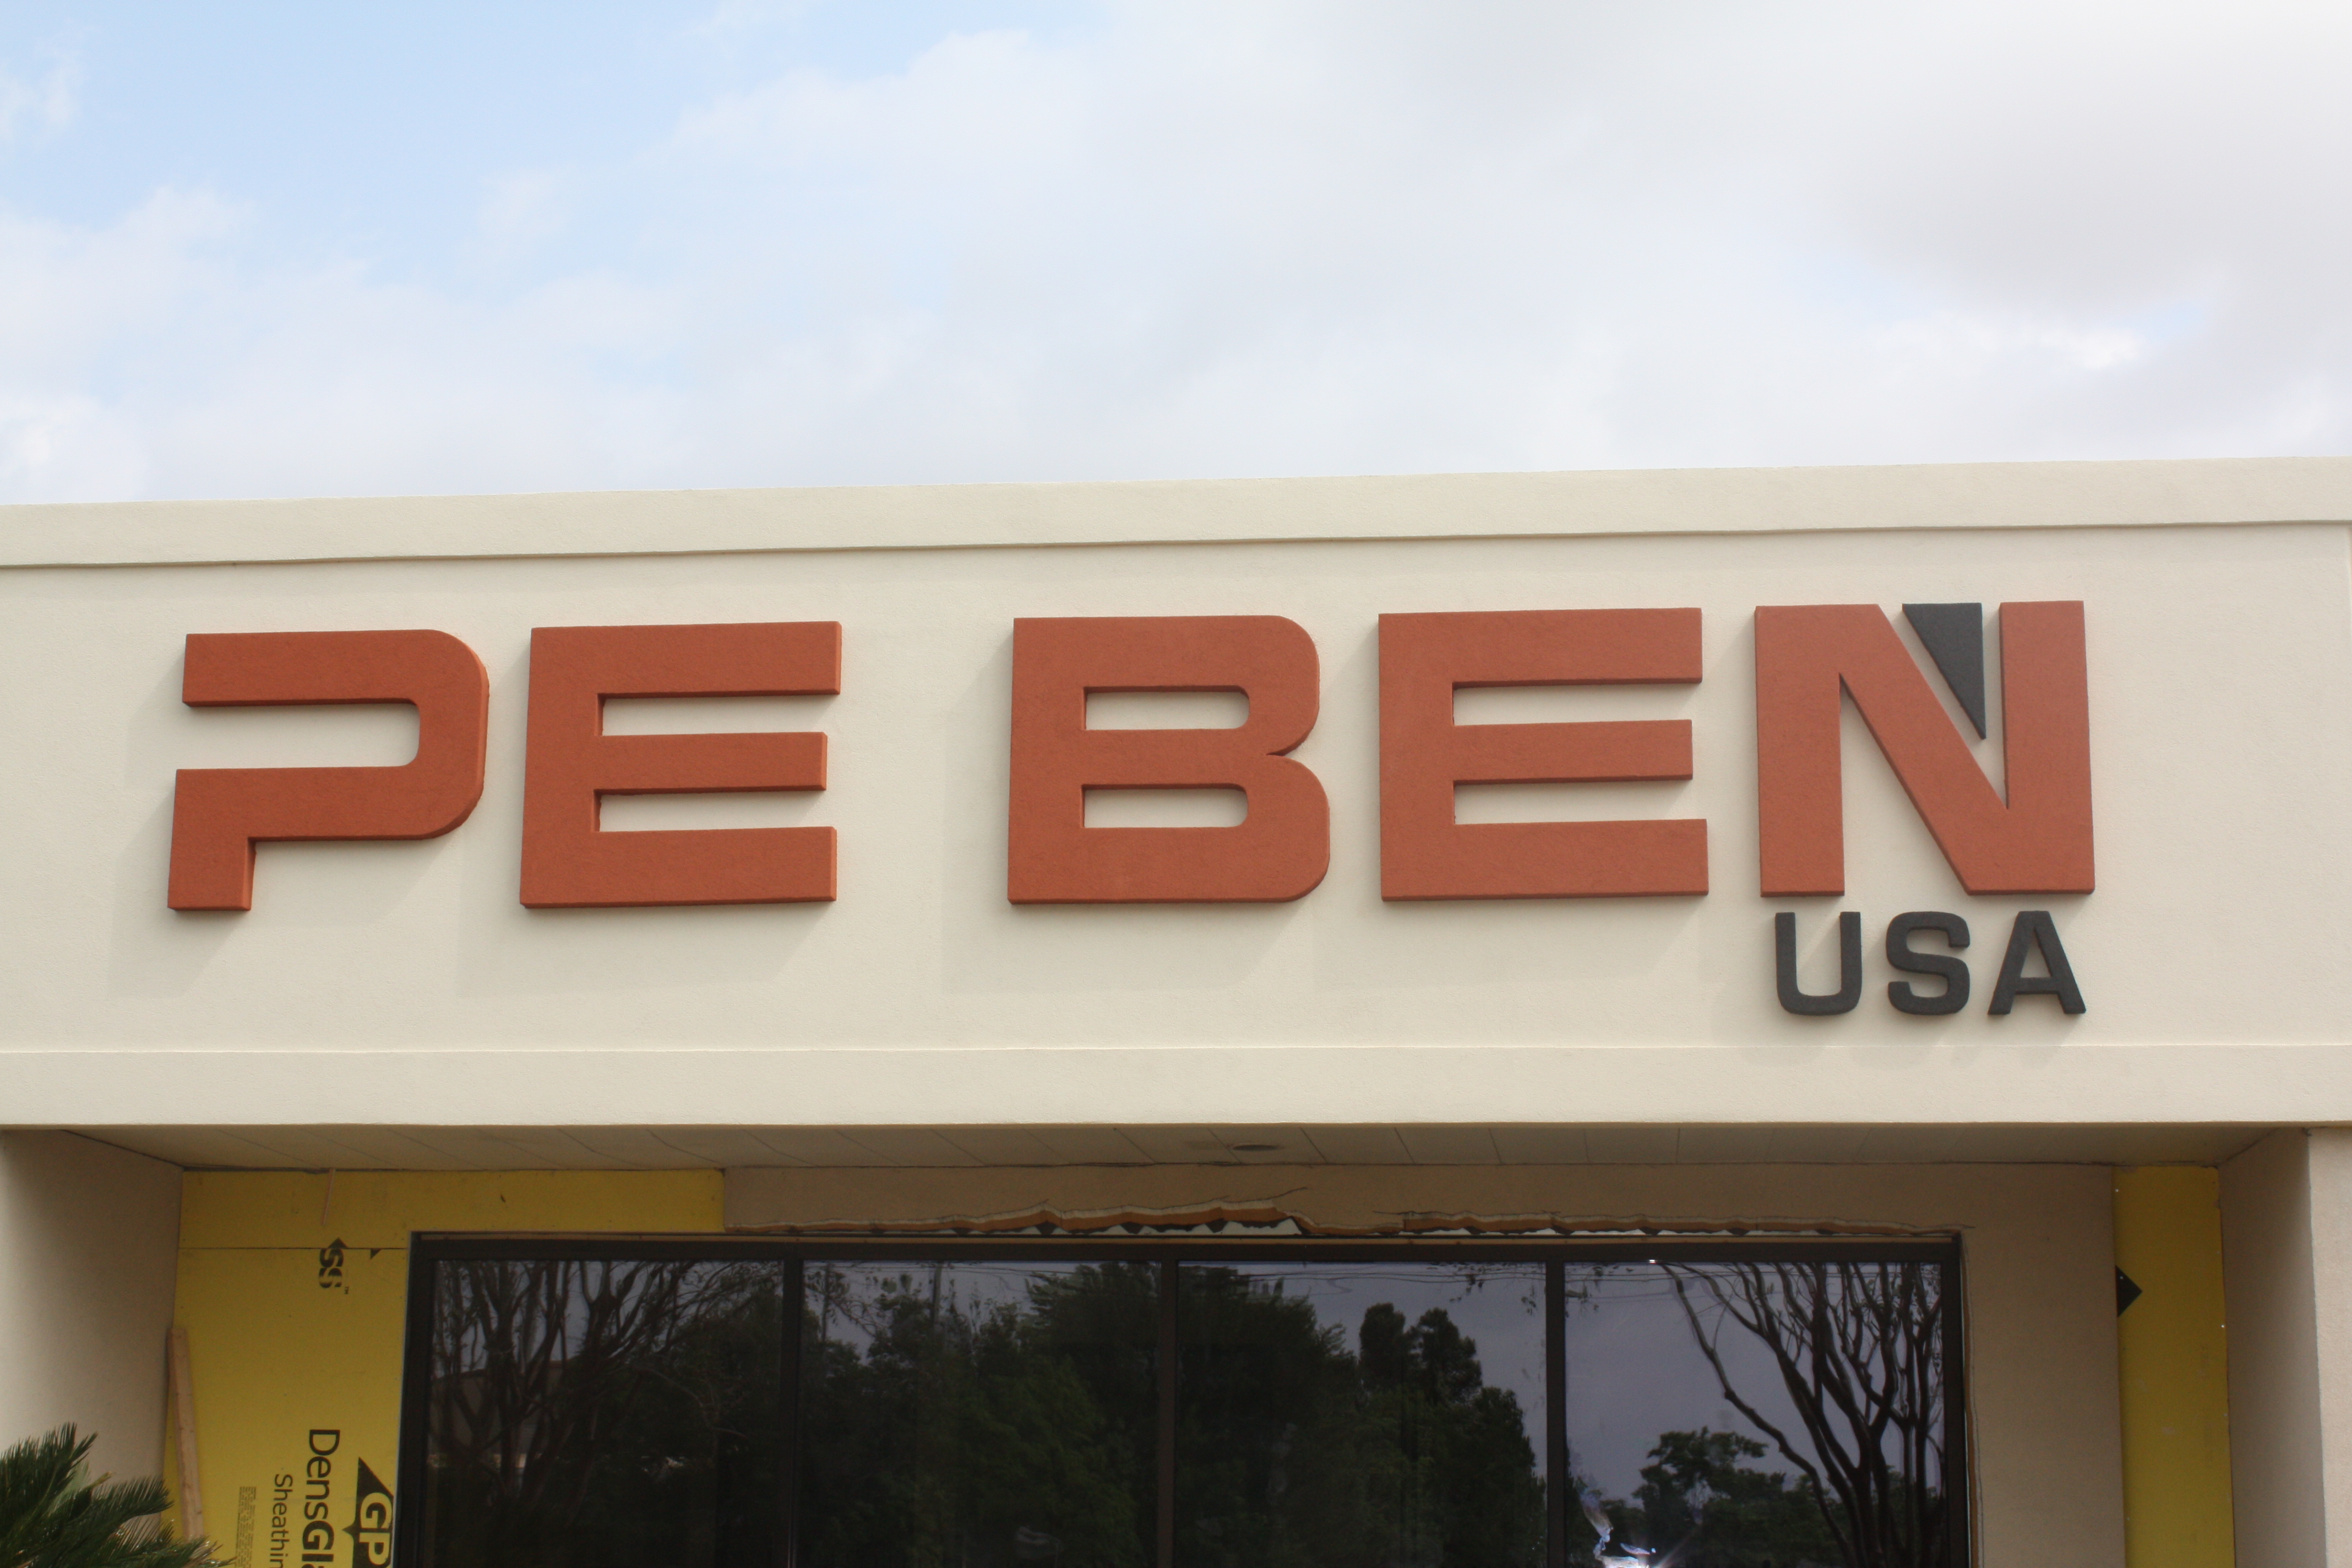 PE BEN
USA
GP
DensGl
Sheathin